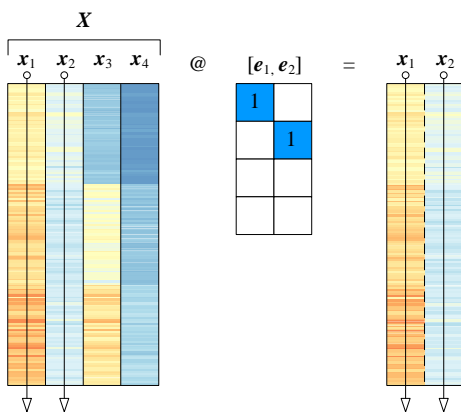 X
x₁ x₂ x₃ x₄ @ [e₁, e₂] = x₁ x₂
1
1